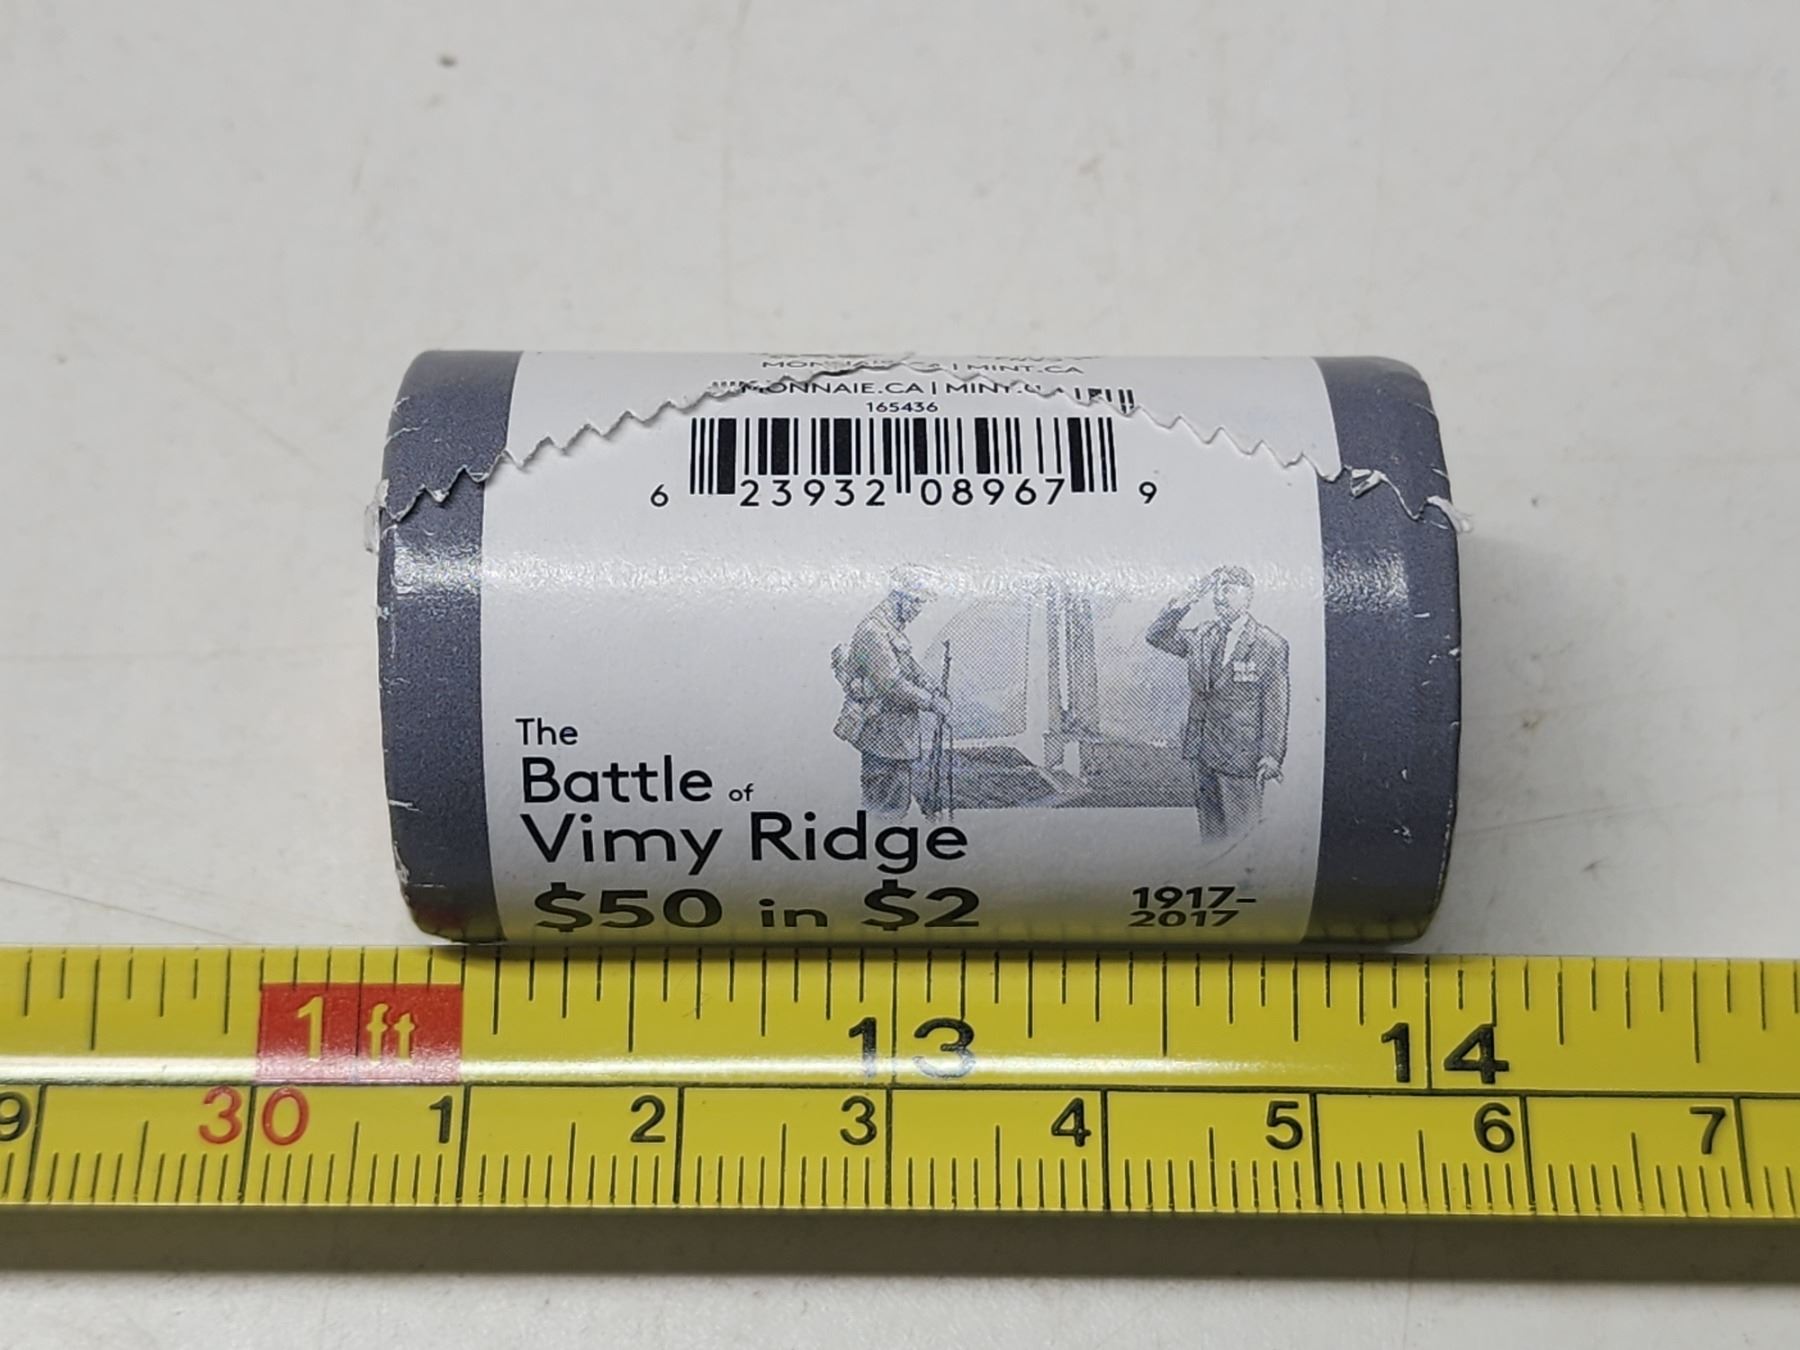 MONNAIE.CA | MINT.CA
MONNAIE.CA | MINT.CA
165436
6 23932 08967 9
The
Battle of
Vimy Ridge
$50 in $2
1917-
2017
1 ft
13
14
9 30 1 2 3 4 5 6 7